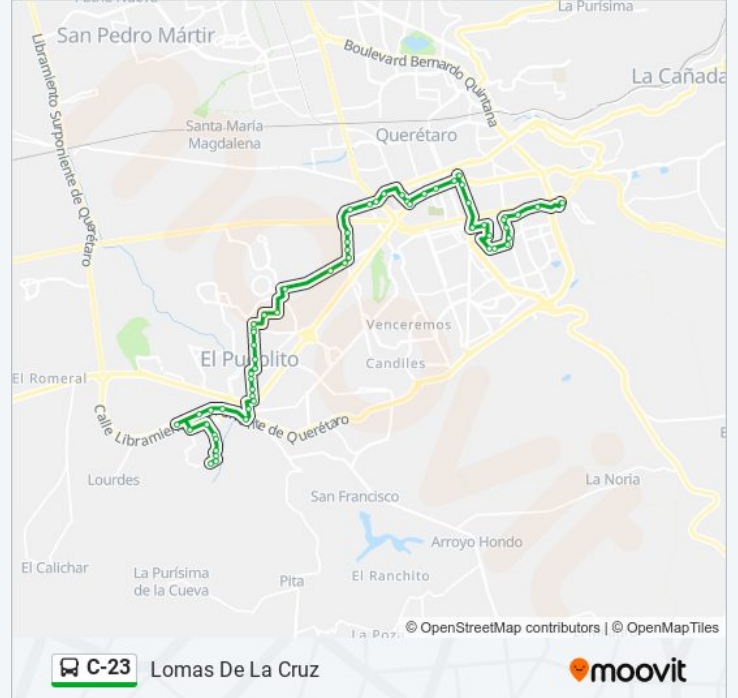 La Purísima
San Pedro Mártir
Boulevard Bernardo Quintana
La Cañada
Libramiento Surponiente de Querétaro
Santa María
Magdalena
Querétaro
Venceremos
El Pueblito
Candiles
El Romeral
Calle Libramiento
de Querétaro
Lourdes
La Noria
San Francisco
Arroyo Hondo
El Calichar
La Purísima
de la Cueva
Pita
El Ranchito
moovit
© OpenStreetMap contributors | © OpenMapTiles
C-23 Lomas De La Cruz
moovit